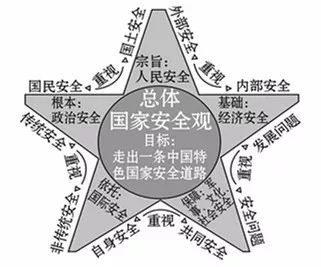 国土安全
外部安全
重视
重视
宗旨:
人民安全
国民安全
内部安全
根本:
政治安全
总体
国家安全观
基础:
经济安全
目标:
走出一条中国特
色国家安全道路
传统安全
重视
非传统安全
依托:
国际安全
保障:军
事、文化、
社会安全
发展问题
重视
安全问题
重视
自身安全
共同安全